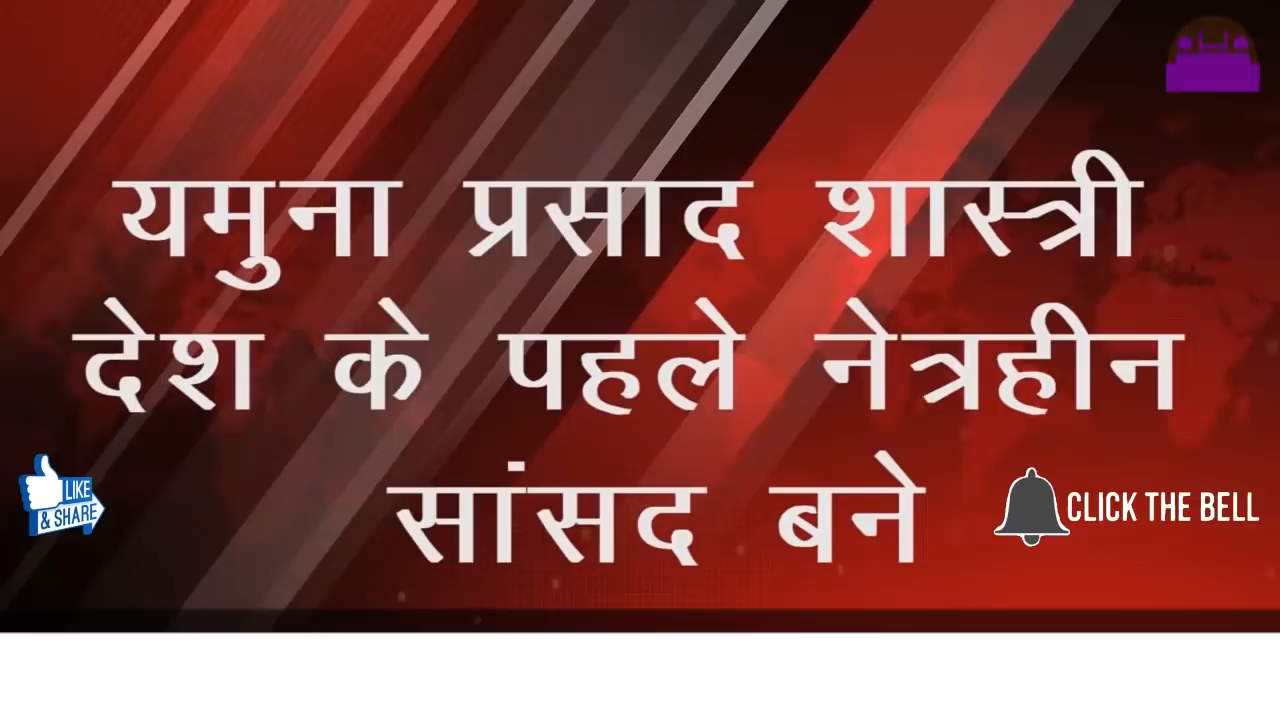 यमुना प्रसाद शास्त्री
देश के पहले नेत्रहीन
सांसद बने
LIKE
& SHARE
CLICK THE BELL